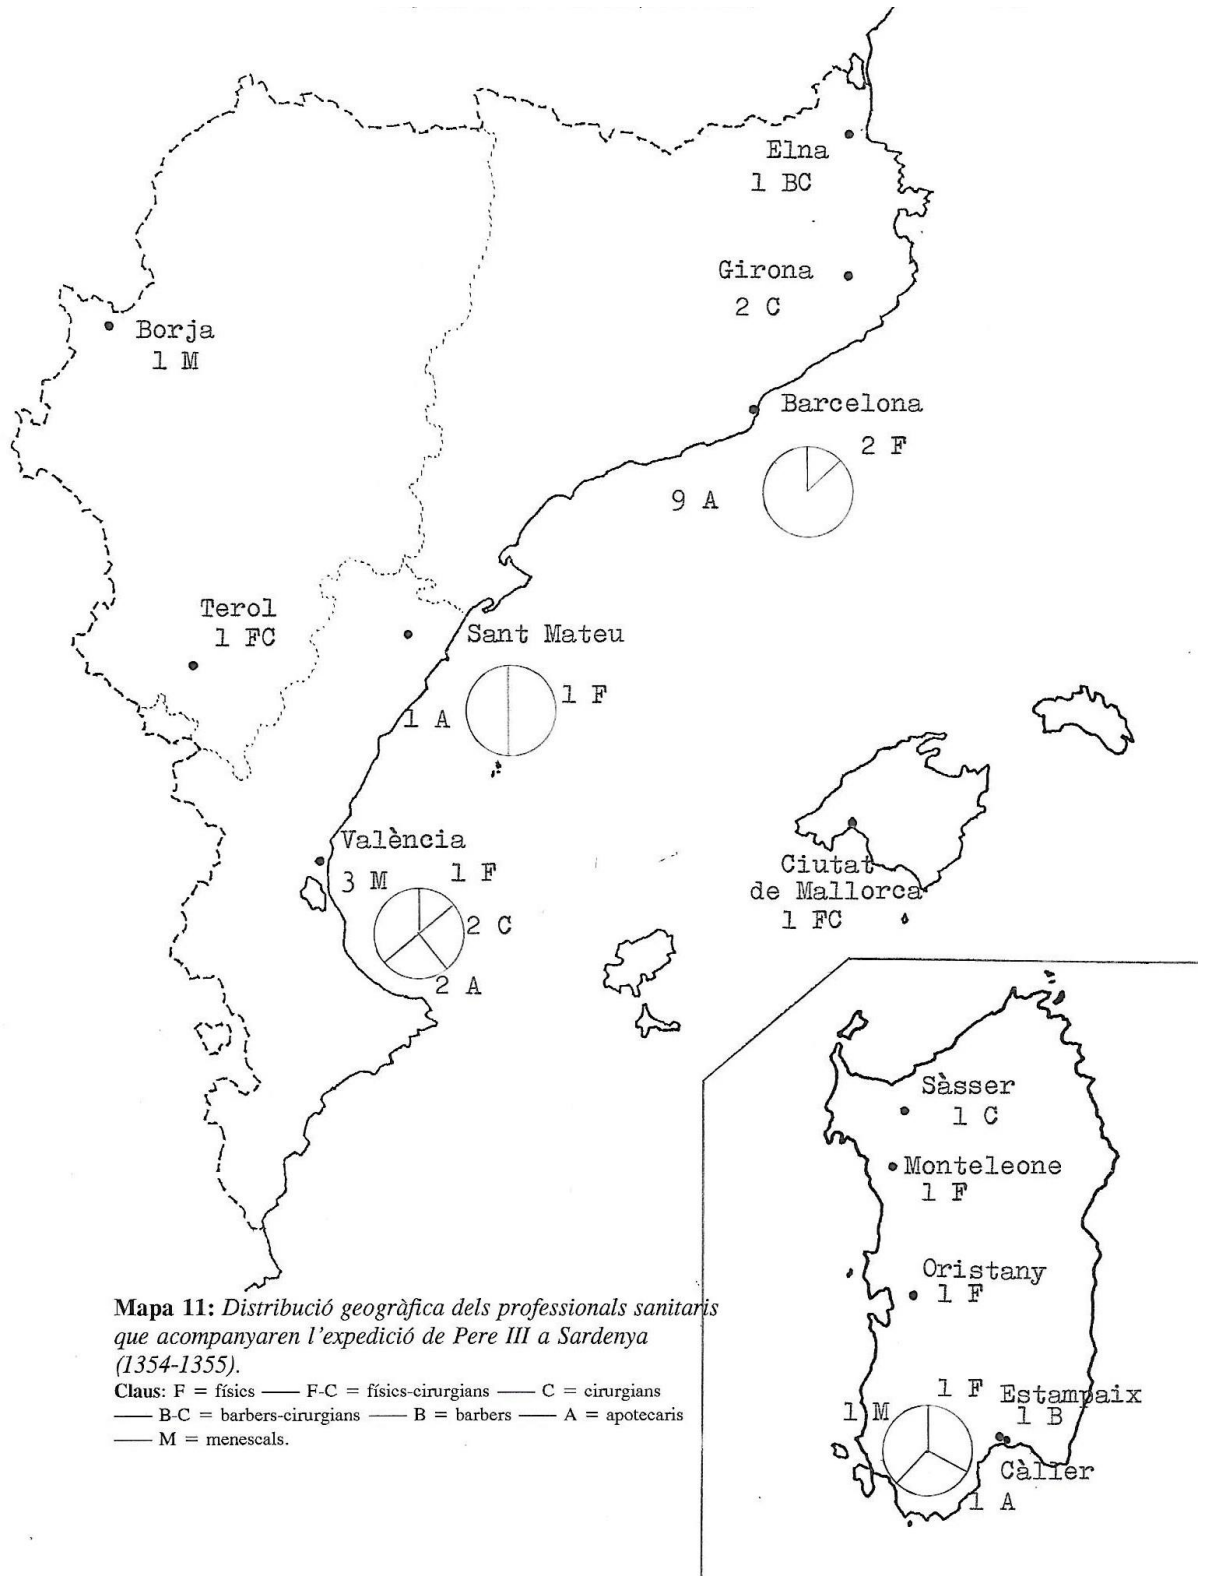 Elna
1 BC
Girona
2 C
Borja
1 M
Barcelona
2 F
9 A
Terol
1 FC
Sant Mateu
1 F
1 A
València
3 M
1 F
2 C
2 A
Ciutat
de Mallorca
1 FC
Sàsser
1 C
Monteleone
1 F
Oristany
1 F
1 F
Estampaix
1 B
1 M
Càller
1 A
Mapa 11: Distribució geogràfica dels professionals sanitaris
que acompanyaren l'expedició de Pere III a Sardenya
(1354-1355).
Claus: F = físics —— F-C = físics-cirurgians —— C = cirurgians
—— B-C = barbers-cirurgians —— B = barbers —— A = apotecaris
—— M = menescals.